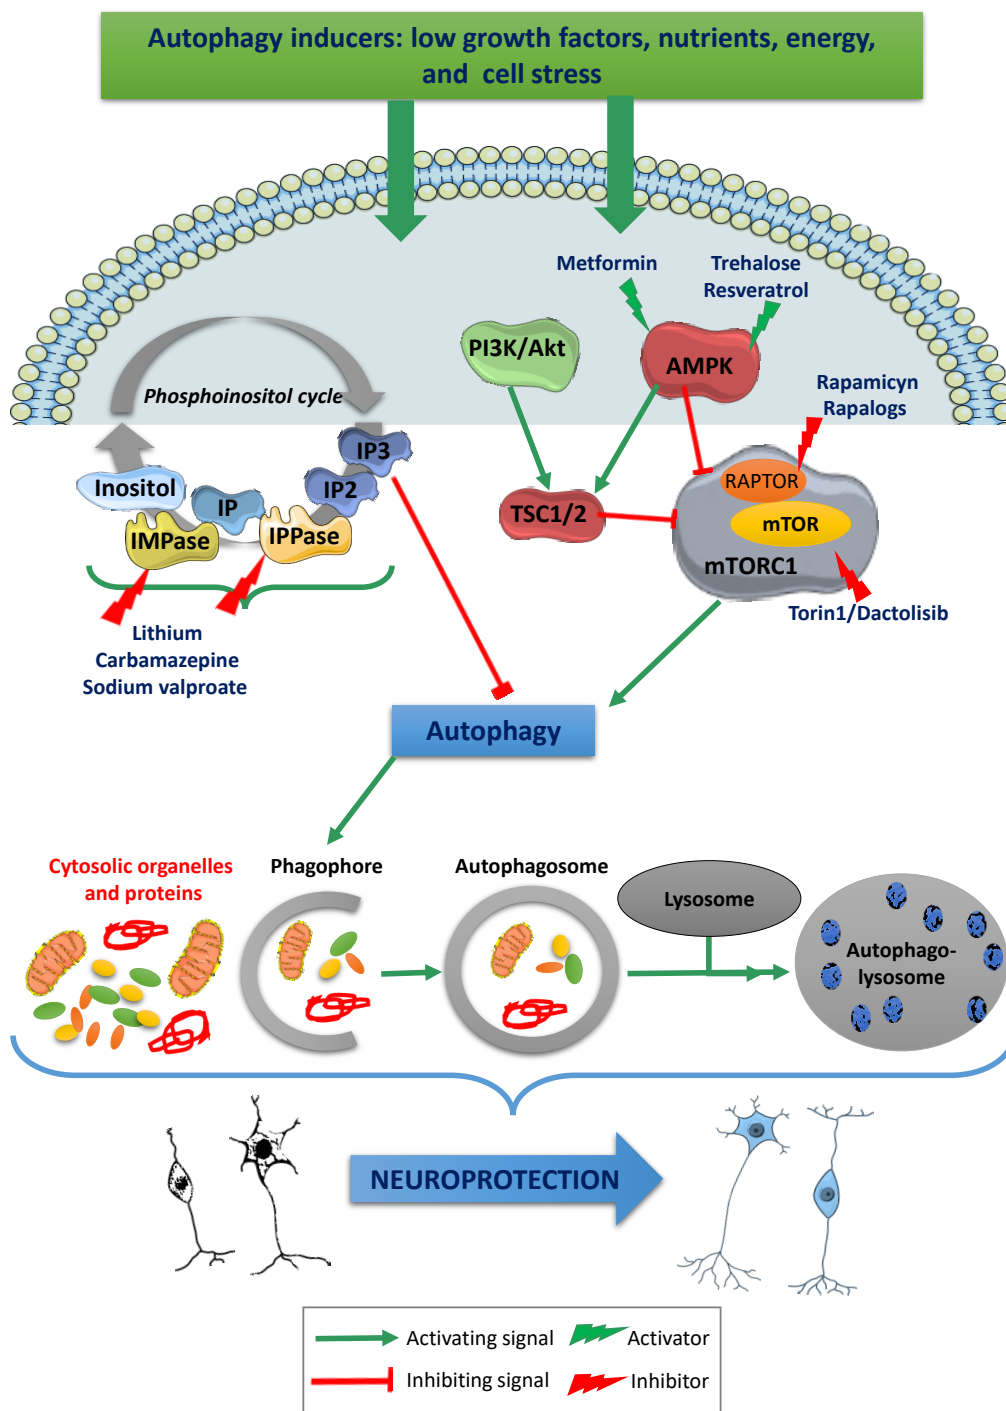 Autophagy inducers: low growth factors, nutrients, energy,
and cell stress
Metformin
Trehalose
Resveratrol
PI3K/Akt
AMPK
Rapamicyn
Rapalogs
Phosphoinositol cycle
IP3
IP2
Inositol
IP
IMPase
IPPase
TSC1/2
RAPTOR
mTOR
mTORC1
Torin1/Dactolisib
Lithium
Carbamazepine
Sodium valproate
Autophagy
Cytosolic organelles
and proteins
Phagophore
Autophagosome
Lysosome
Autophago-
lysosome
NEUROPROTECTION
Activating signal
Activator
Inhibiting signal
Inhibitor